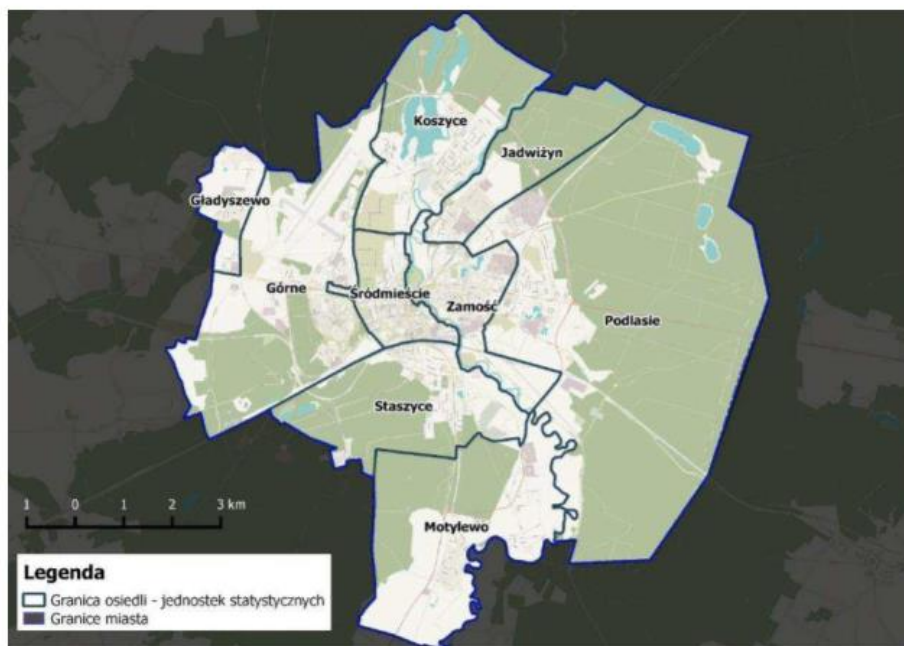 Koszyce
Jadwiżyn
Gładyszewo
Górne
Śródmieście
Zamość
Podlasie
Staszyce
Motylewo
1 0 1 2 3 km
Legenda
Granica osiedli - jednostek statystycznych
Granice miasta